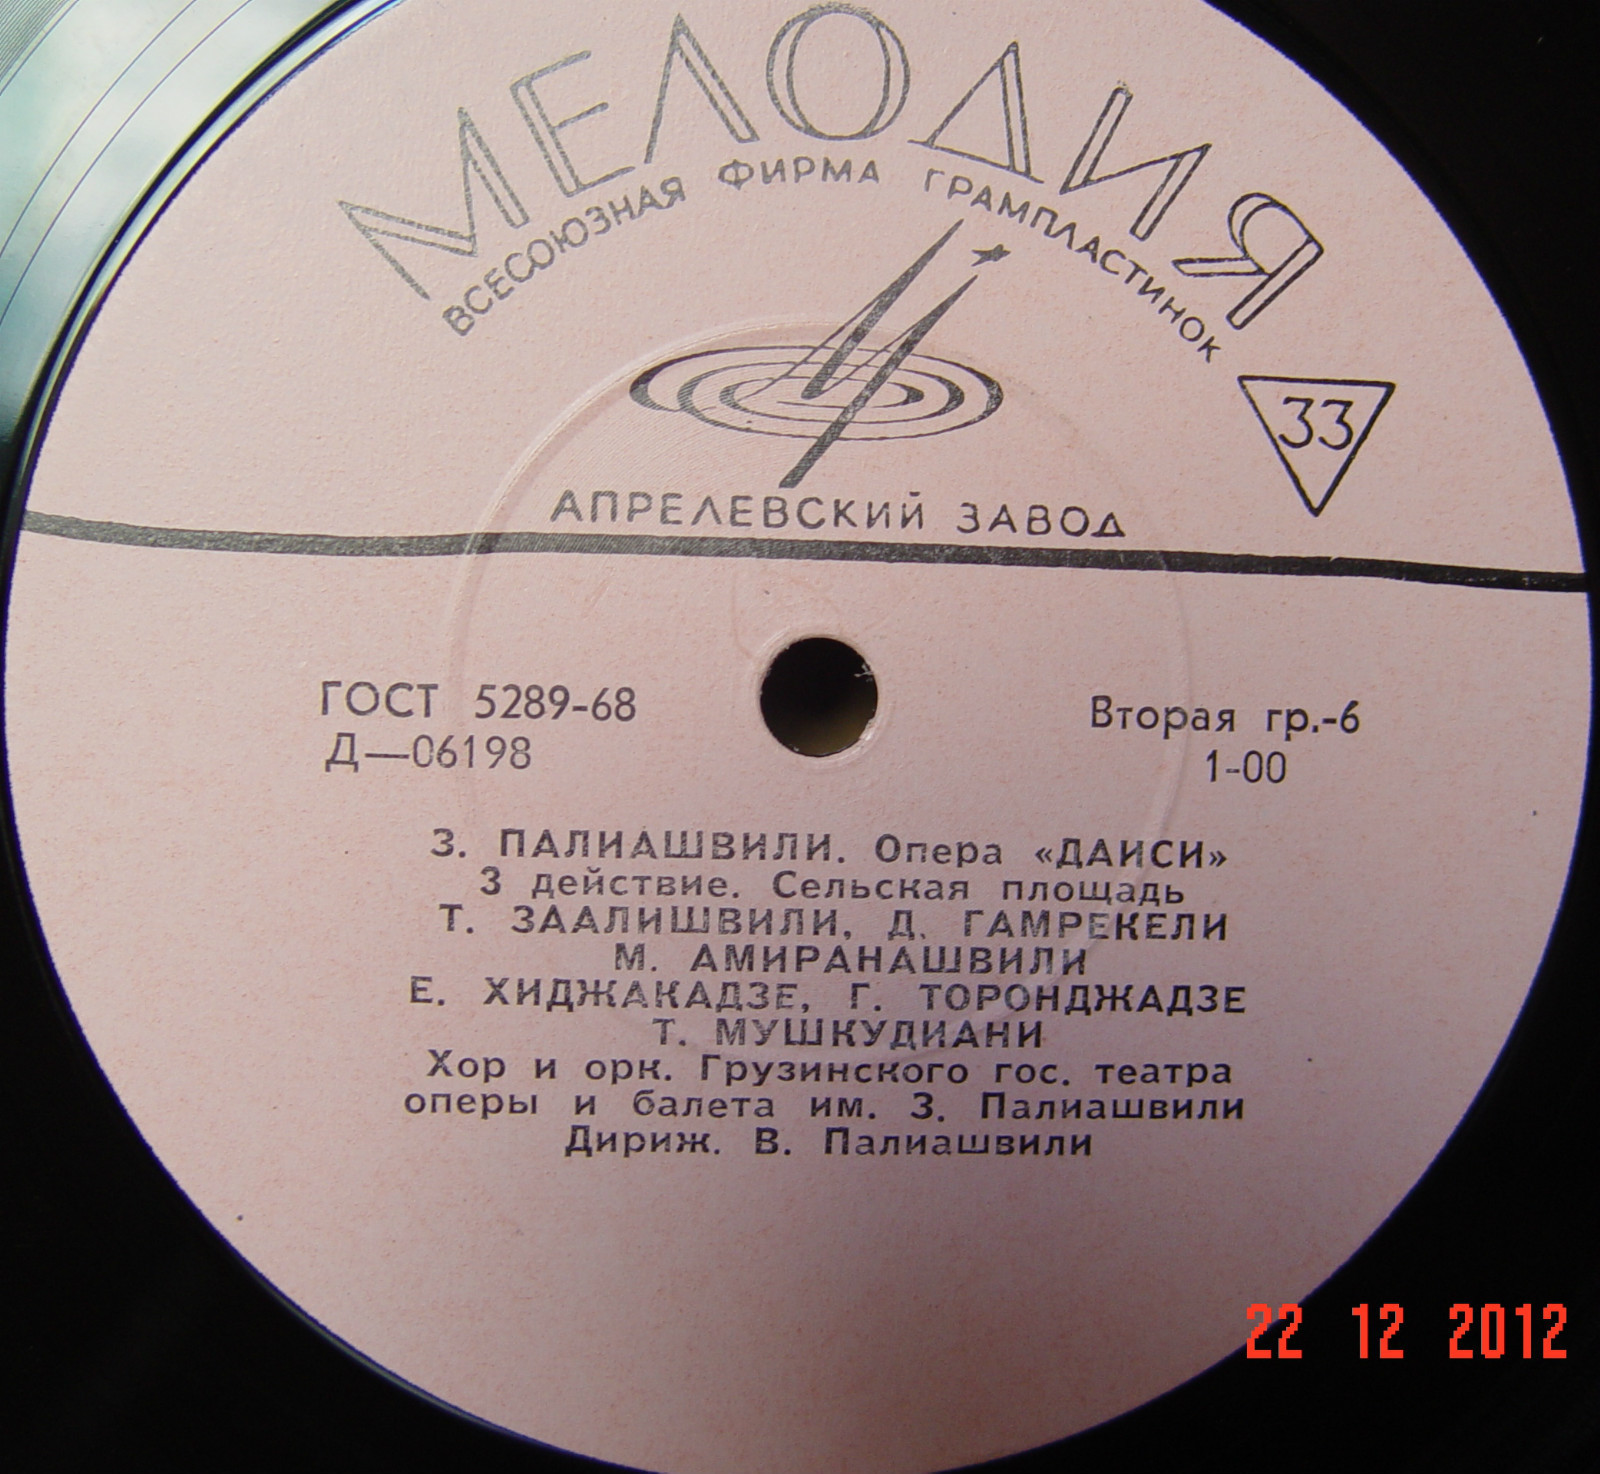 МЕЛОДИЯ
ВСЕСОЮЗНАЯ ФИРМА ГРАМПЛАСТИНОК
33
АПРЕЛЕВСКИЙ ЗАВОД
ГОСТ 5289-68
Д—06198
Вторая гр.-6
1-00
З. ПАЛИАШВИЛИ. Опера «ДАИСИ»
3 действие. Сельская площадь
Т. ЗААЛИШВИЛИ, Д. ГАМРЕКЕЛИ
М. АМИРАНАШВИЛИ
Е. ХИДЖАКАДЗЕ, Г. ТОРОНДЖАДЗЕ
Т. МУШКУДИАНИ
Хор и орк. Грузинского гос. театра
оперы и балета им. З. Палиашвили
Дириж. В. Палиашвили
22 12 2012